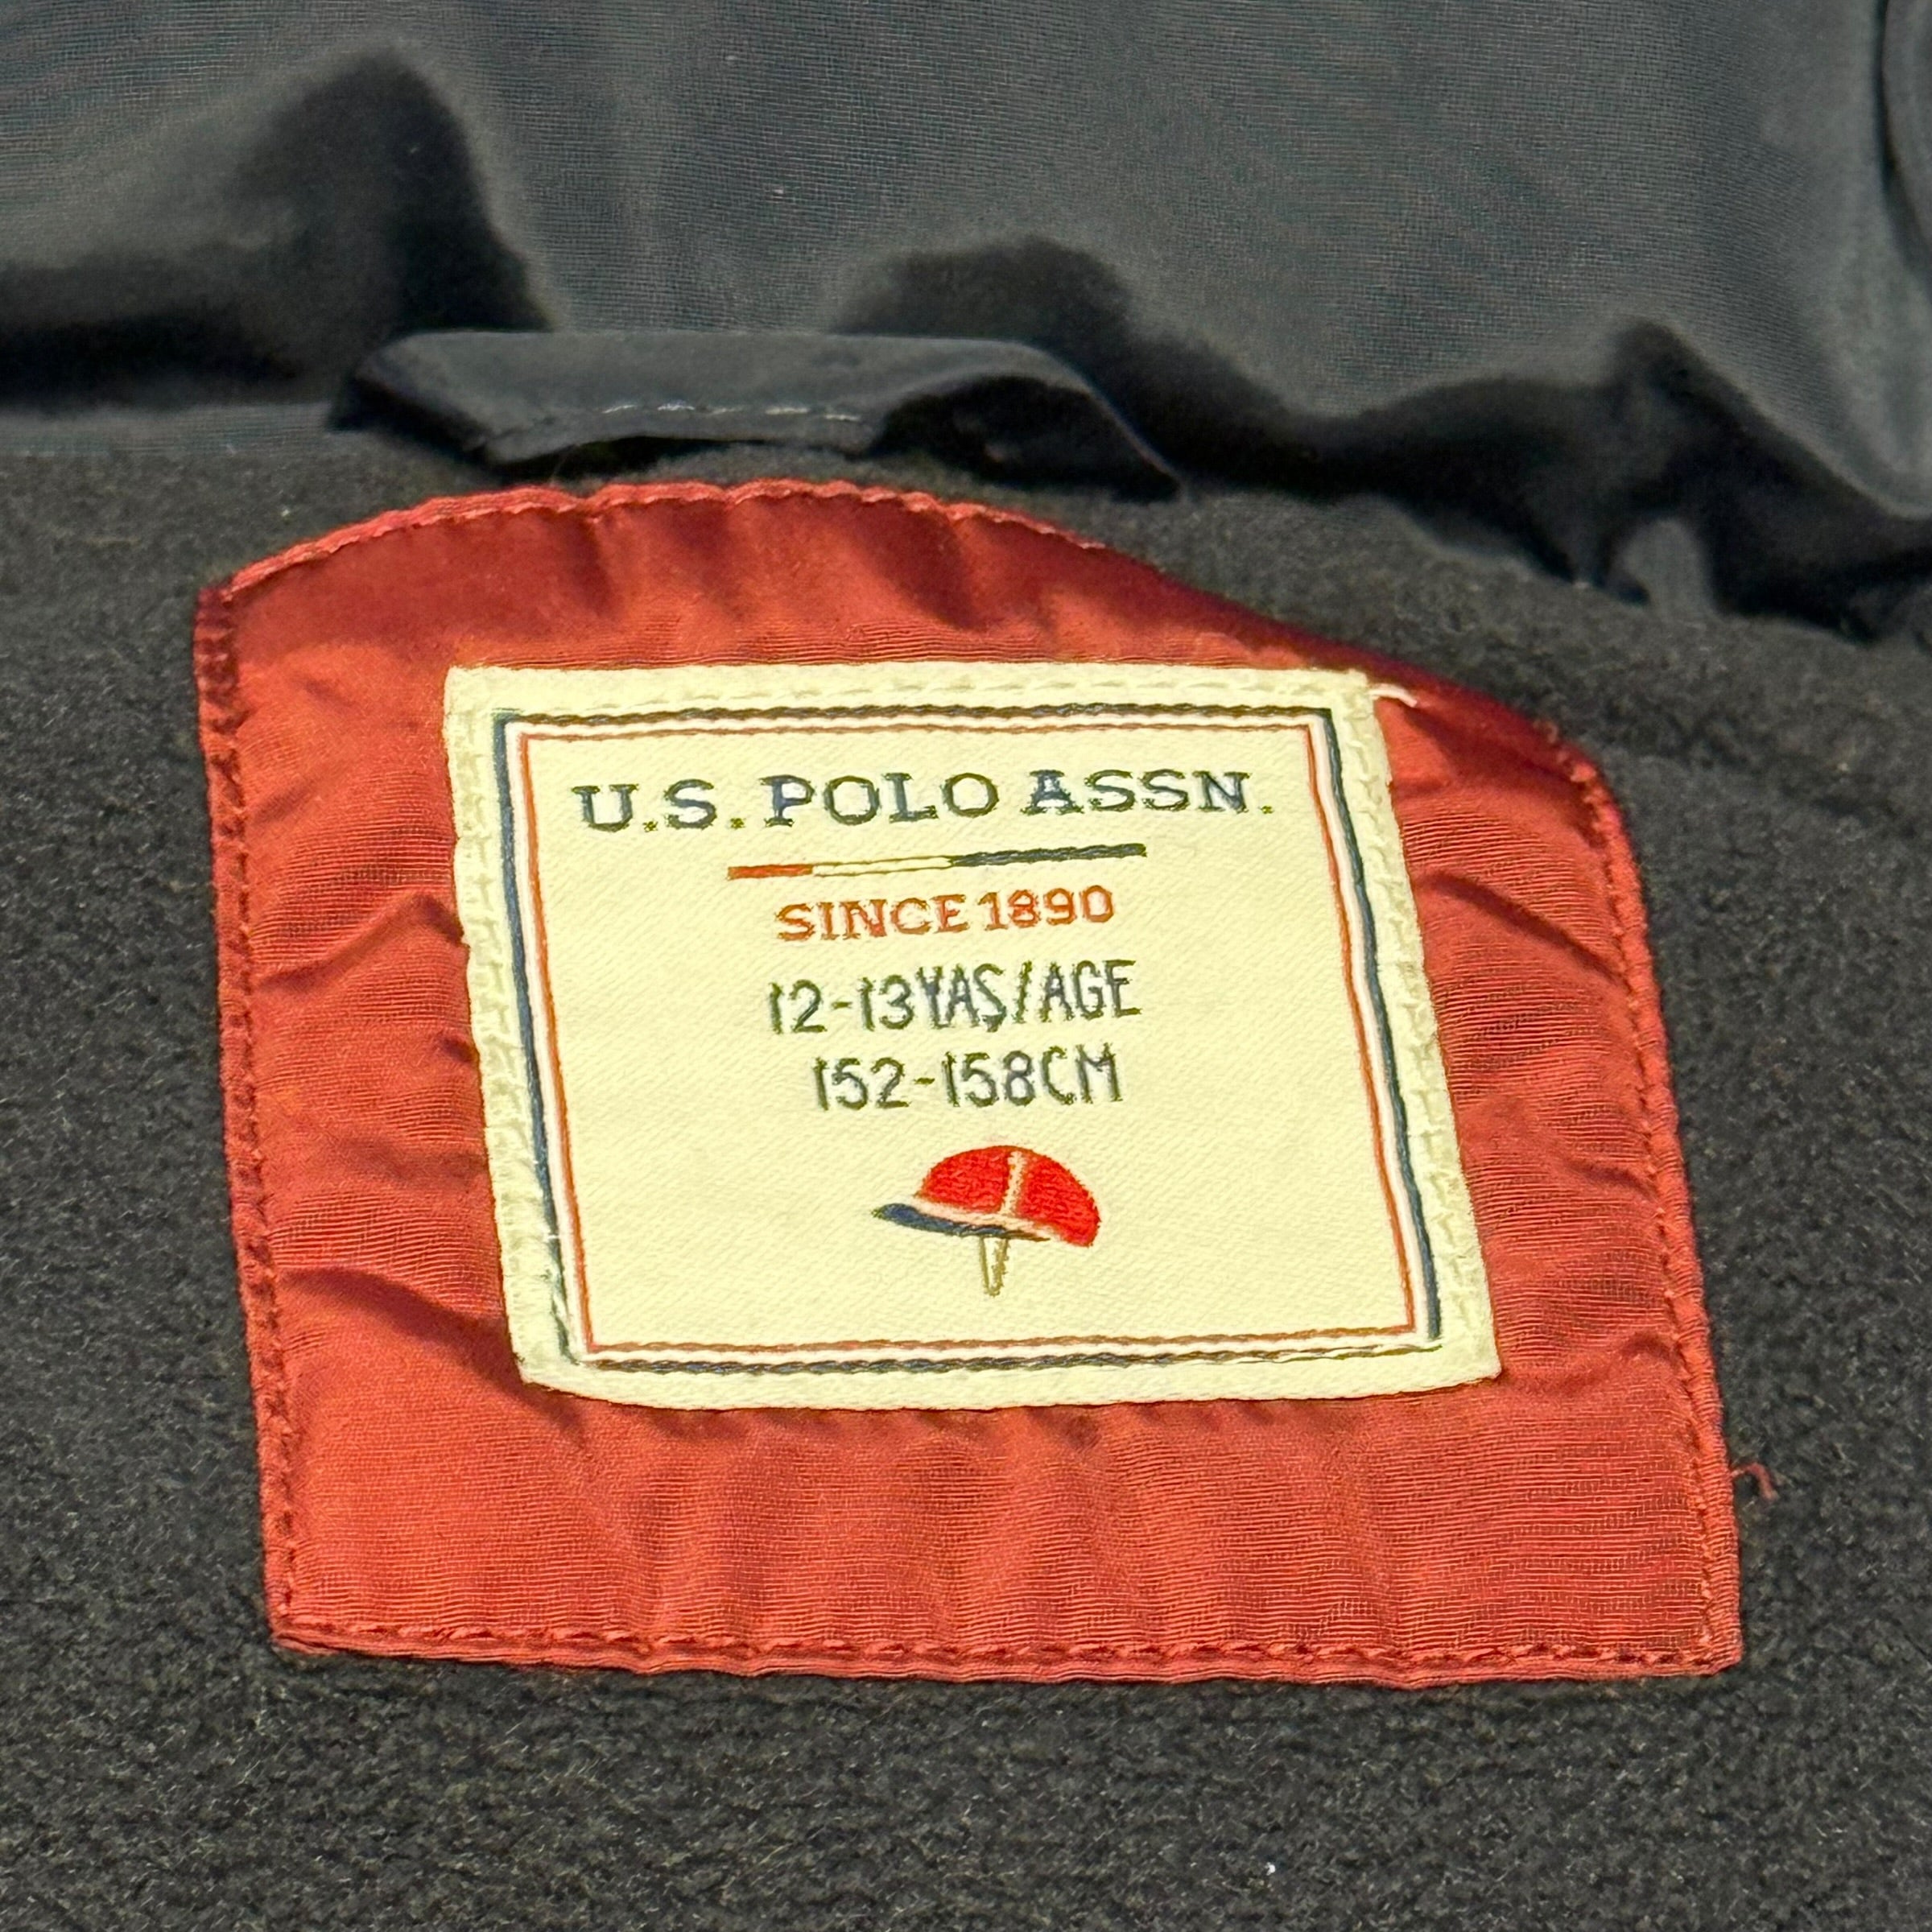 U.S. POLO ASSN.
SINCE 1890
12-13 YAŞ/AGE
152-158CM